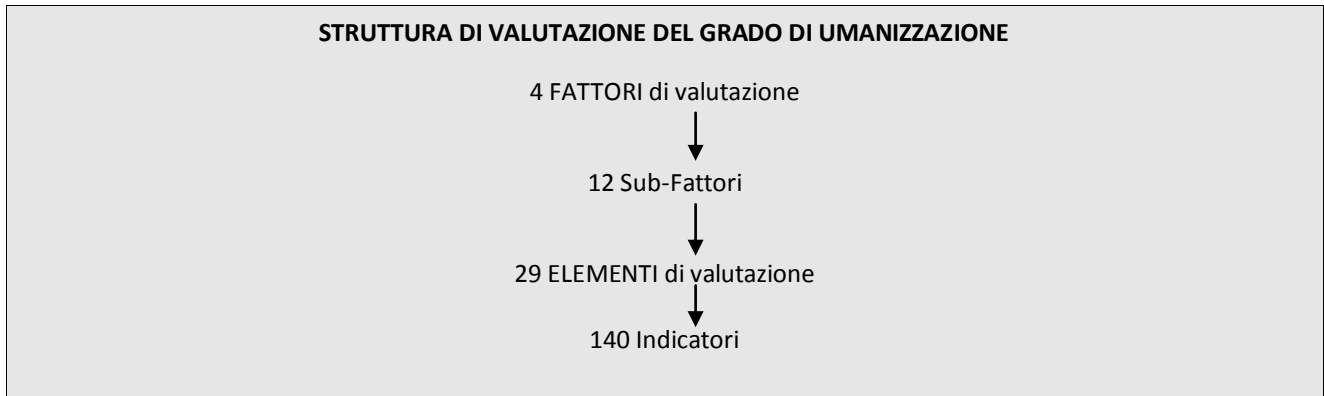 STRUTTURA DI VALUTAZIONE DEL GRADO DI UMANIZZAZIONE
4 FATTORI di valutazione
12 Sub-Fattori
29 ELEMENTI di valutazione
140 Indicatori